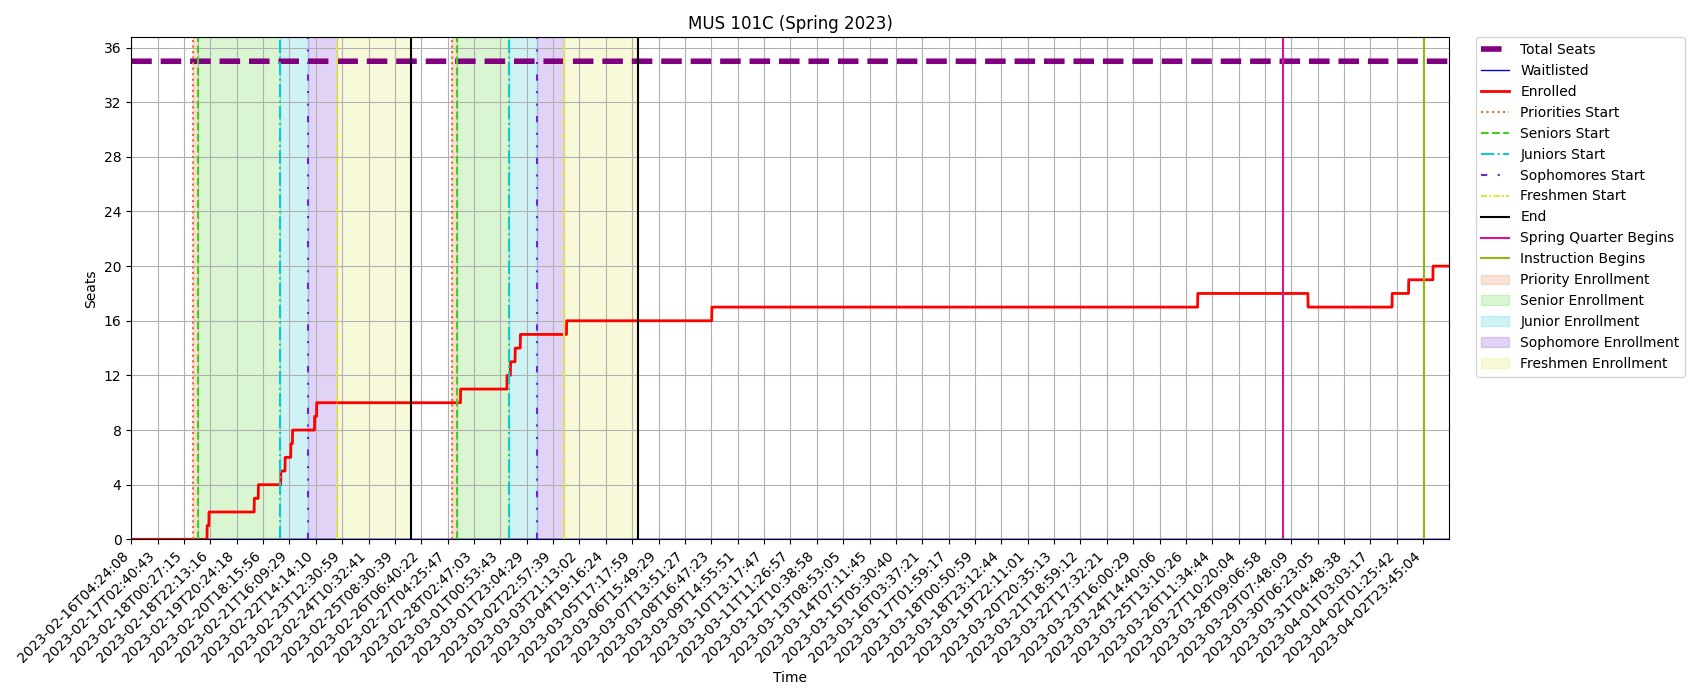 MUS 101C (Spring 2023)
36
32
28
24
20
16
12
8
4
0
Seats
2023-02-16T04:24:08
2023-02-17T02:40:43
2023-02-18T00:27:15
2023-02-18T22:13:16
2023-02-19T20:24:18
2023-02-20T18:15:56
2023-02-21T16:09:29
2023-02-22T14:14:10
2023-02-23T12:30:59
2023-02-24T10:32:41
2023-02-25T08:30:39
2023-02-26T06:40:22
2023-02-27T04:25:47
2023-02-28T02:47:03
2023-03-01T00:53:43
2023-03-01T23:04:29
2023-03-02T22:57:39
2023-03-03T21:13:02
2023-03-04T19:16:24
2023-03-05T17:17:59
2023-03-06T15:49:29
2023-03-07T13:51:27
2023-03-08T16:47:23
2023-03-09T14:55:51
2023-03-10T13:17:47
2023-03-11T11:26:57
2023-03-12T10:38:58
2023-03-13T08:53:05
2023-03-14T07:11:45
2023-03-15T05:30:40
2023-03-16T03:37:21
2023-03-17T01:59:17
2023-03-18T00:50:59
2023-03-18T23:12:44
2023-03-19T22:11:01
2023-03-20T20:35:13
2023-03-21T18:59:12
2023-03-22T17:32:21
2023-03-23T16:00:29
2023-03-24T14:40:06
2023-03-25T13:10:26
2023-03-26T11:34:44
2023-03-27T10:20:04
2023-03-28T09:06:58
2023-03-29T07:48:09
2023-03-30T06:23:05
2023-03-31T04:48:38
2023-04-01T03:03:17
2023-04-02T01:25:42
2023-04-02T23:45:04
Time
Total Seats
Waitlisted
Enrolled
Priorities Start
Seniors Start
Juniors Start
Sophomores Start
Freshmen Start
End
Spring Quarter Begins
Instruction Begins
Priority Enrollment
Senior Enrollment
Junior Enrollment
Sophomore Enrollment
Freshmen Enrollment